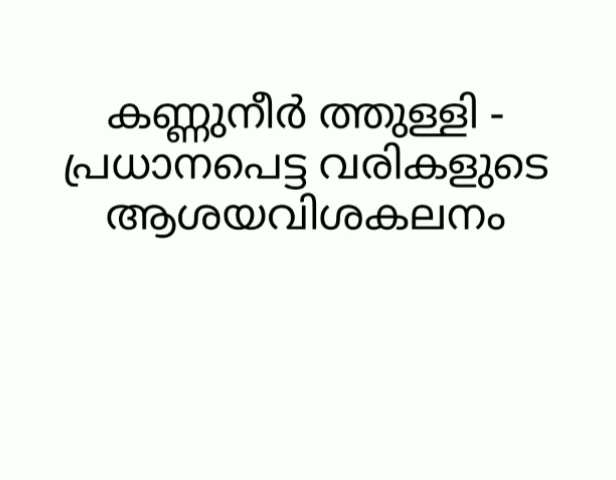 കണ്ണുനീർ ത്തുള്ളി -
പ്രധാനപെട്ട വരികളുടെ
ആശയവിശകലനം